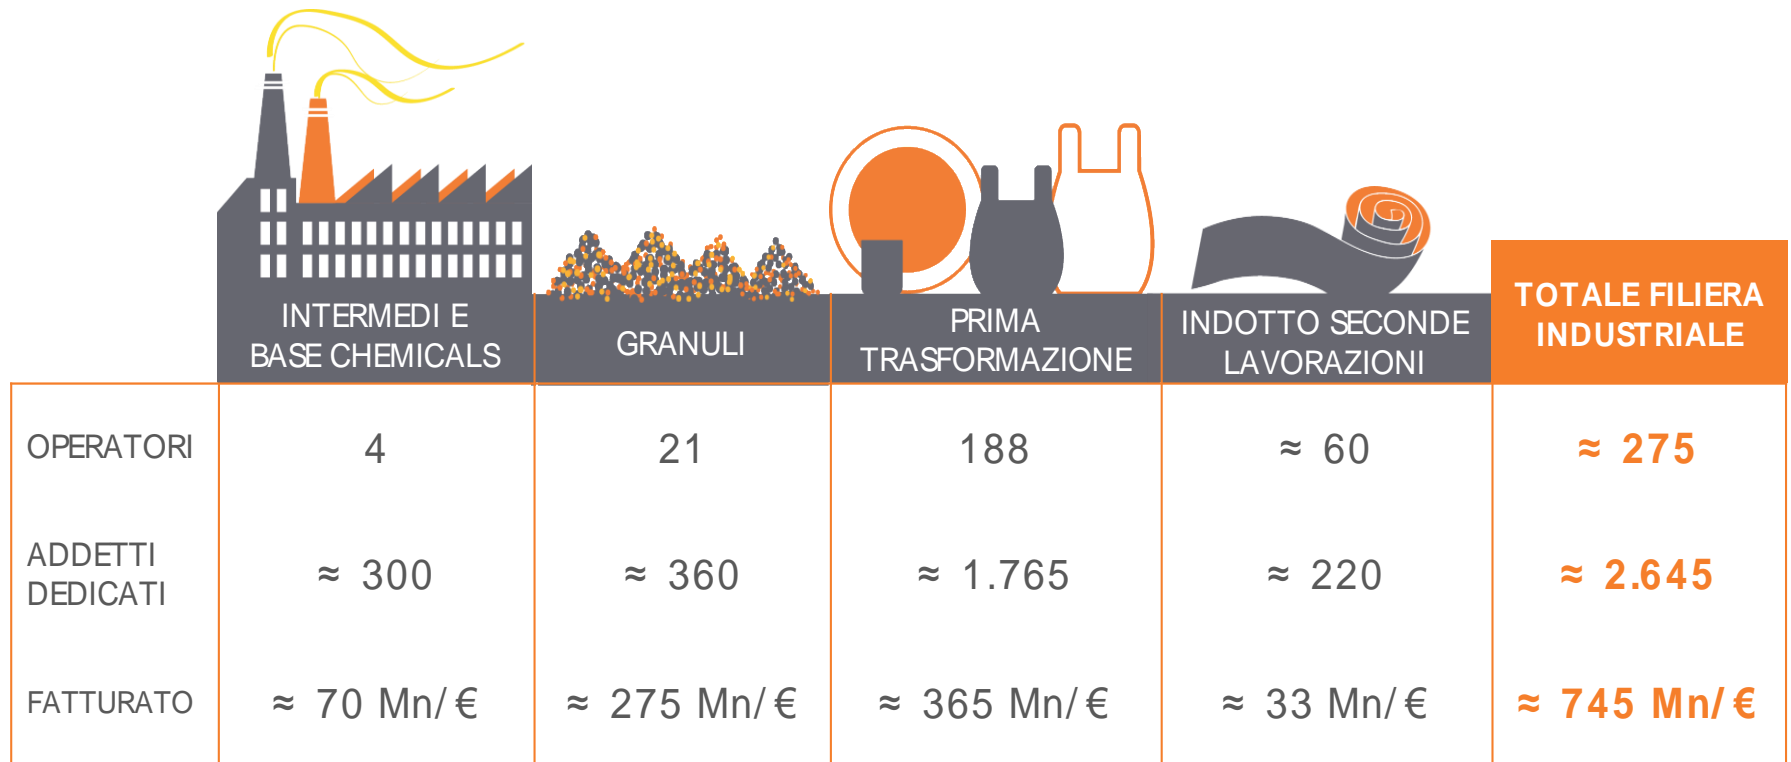 INTERMEDI E
BASE CHEMICALS
GRANULI
PRIMA
TRASFORMAZIONE
INDOTTO SECONDE
LAVORAZIONI
TOTALE FILIERA
INDUSTRIALE
OPERATORI 4 21 188 ≈ 60 ≈ 275
ADDETTI
DEDICATI ≈ 300 ≈ 360 ≈ 1.765 ≈ 220 ≈ 2.645
FATTURATO ≈ 70 Mn/€ ≈ 275 Mn/€ ≈ 365 Mn/€ ≈ 33 Mn/€ ≈ 745 Mn/€